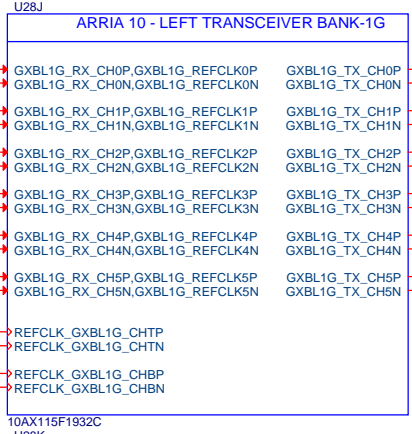 U28J
ARRIA 10 - LEFT TRANSCEIVER BANK-1G
GXBL1G_RX_CH0P,GXBL1G_REFCLK0P GXBL1G_TX_CH0P
GXBL1G_RX_CH0N,GXBL1G_REFCLK0N GXBL1G_TX_CH0N
GXBL1G_RX_CH1P,GXBL1G_REFCLK1P GXBL1G_TX_CH1P
GXBL1G_RX_CH1N,GXBL1G_REFCLK1N GXBL1G_TX_CH1N
GXBL1G_RX_CH2P,GXBL1G_REFCLK2P GXBL1G_TX_CH2P
GXBL1G_RX_CH2N,GXBL1G_REFCLK2N GXBL1G_TX_CH2N
GXBL1G_RX_CH3P,GXBL1G_REFCLK3P GXBL1G_TX_CH3P
GXBL1G_RX_CH3N,GXBL1G_REFCLK3N GXBL1G_TX_CH3N
GXBL1G_RX_CH4P,GXBL1G_REFCLK4P GXBL1G_TX_CH4P
GXBL1G_RX_CH4N,GXBL1G_REFCLK4N GXBL1G_TX_CH4N
GXBL1G_RX_CH5P,GXBL1G_REFCLK5P GXBL1G_TX_CH5P
GXBL1G_RX_CH5N,GXBL1G_REFCLK5N GXBL1G_TX_CH5N
REFCLK_GXBL1G_CHTP
REFCLK_GXBL1G_CHTN
REFCLK_GXBL1G_CHBP
REFCLK_GXBL1G_CHBN
10AX115F1932C